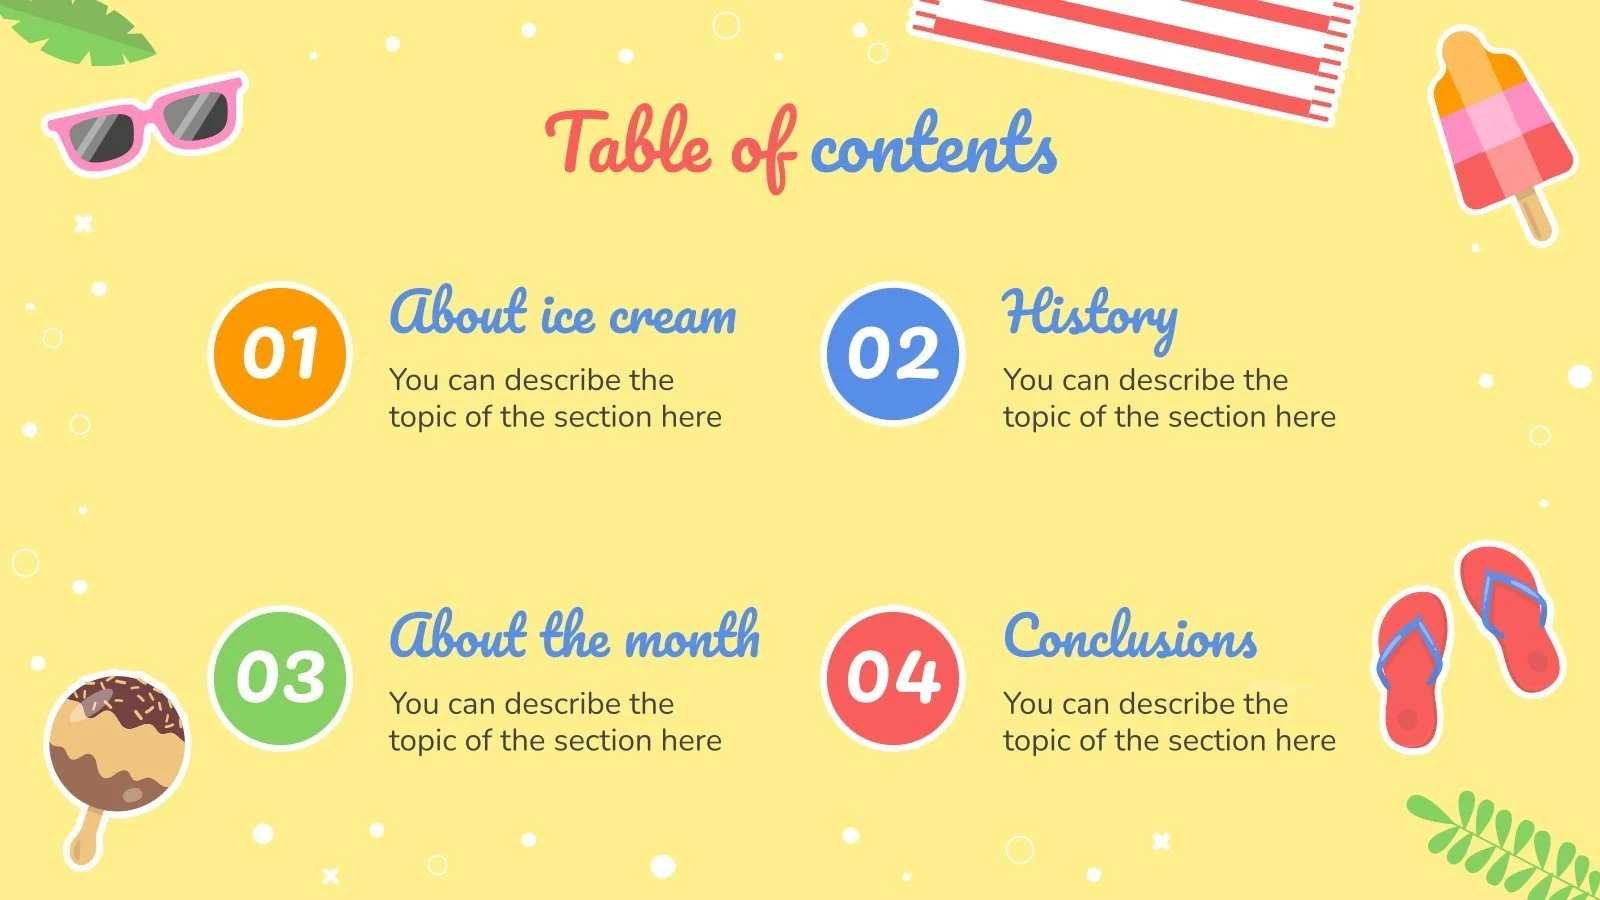 Table of contents
01
About ice cream
You can describe the
topic of the section here
02
History
You can describe the
topic of the section here
03
About the month
You can describe the
topic of the section here
04
Conclusions
You can describe the
topic of the section here